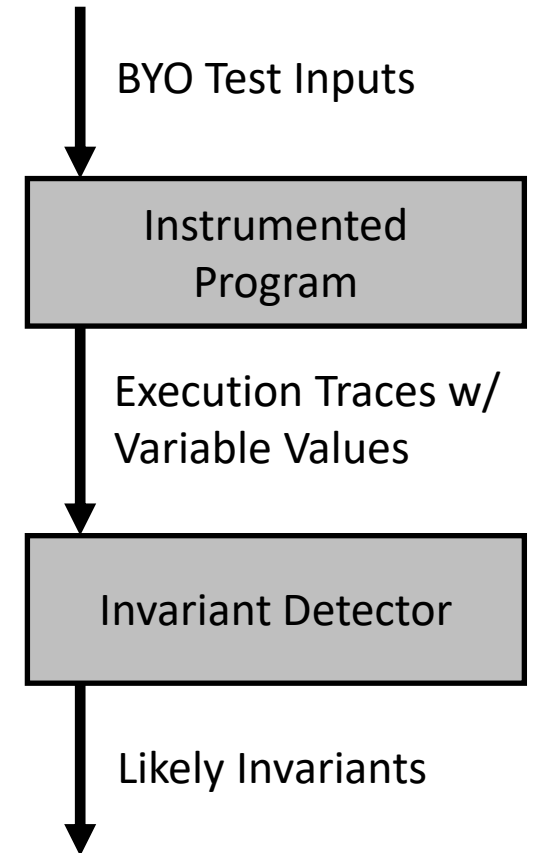 BYO Test Inputs
Instrumented
Program
Execution Traces w/
Variable Values
Invariant Detector
Likely Invariants